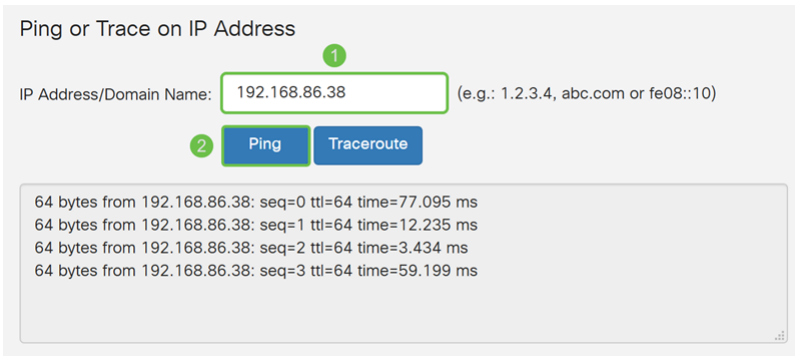 Ping or Trace on IP Address
1
IP Address/Domain Name: 192.168.86.38 (e.g.: 1.2.3.4, abc.com or fe08::10)
2 Ping Traceroute
64 bytes from 192.168.86.38: seq=0 ttl=64 time=77.095 ms
64 bytes from 192.168.86.38: seq=1 ttl=64 time=12.235 ms
64 bytes from 192.168.86.38: seq=2 ttl=64 time=3.434 ms
64 bytes from 192.168.86.38: seq=3 ttl=64 time=59.199 ms